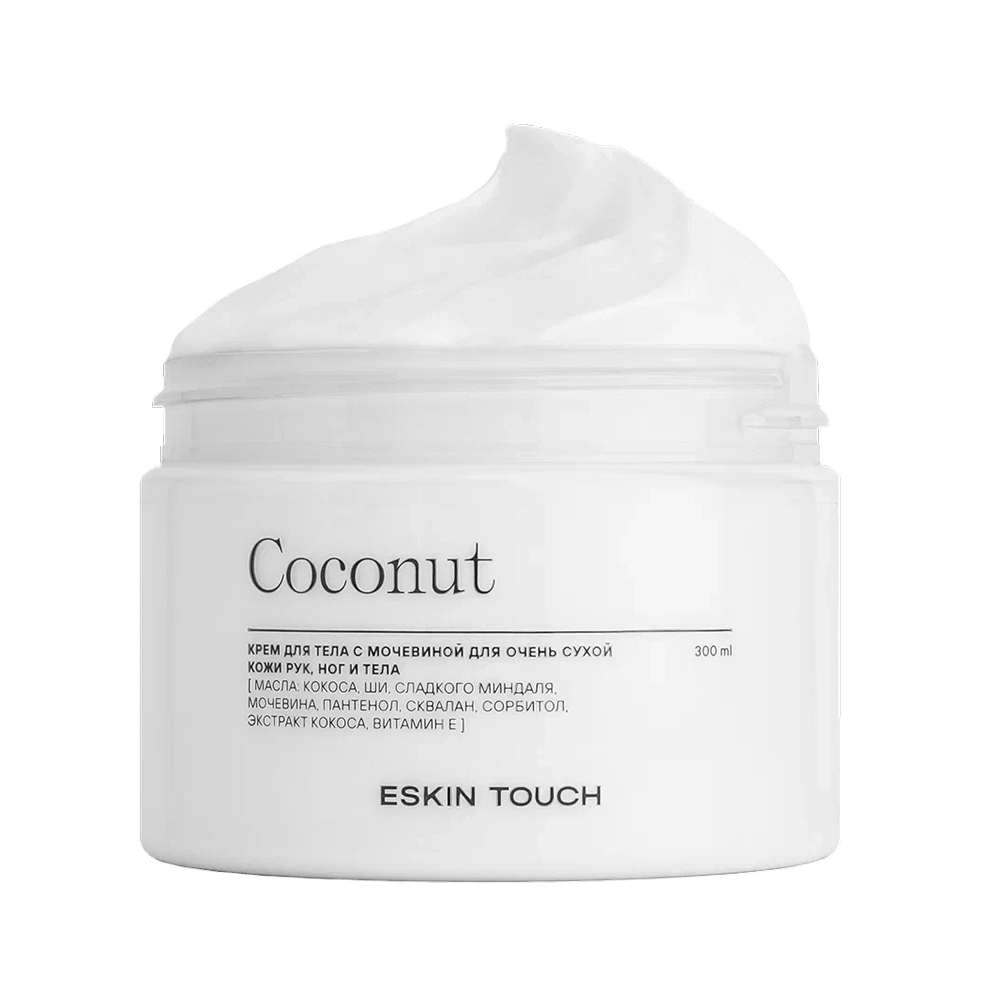 Coconut
КРЕМ ДЛЯ ТЕЛА С МОЧЕВИНОЙ ДЛЯ ОЧЕНЬ СУХОЙ 300 ml
КОЖИ РУК, НОГ И ТЕЛА
[ МАСЛА: КОКОСА, ШИ, СЛАДКОГО МИНДАЛЯ,
МОЧЕВИНА, ПАНТЕНОЛ, СКВАЛАН, СОРБИТОЛ,
ЭКСТРАКТ КОКОСА, ВИТАМИН Е ]
ESKIN TOUCH